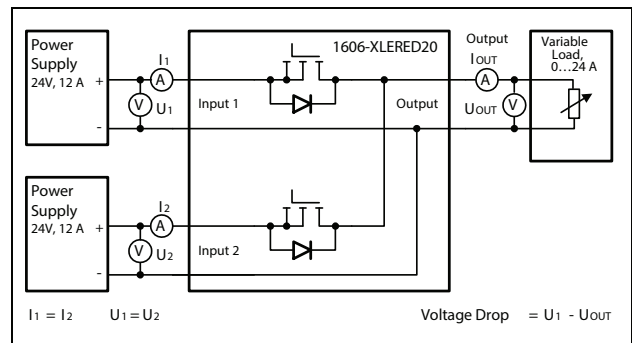 Power
Supply
24V, 12 A
+
-
I1
A
V
U1
Input 1
1606-XLERED20
Output
Output
IOUT
A
UOUT
V
Variable
Load,
0...24 A
Power
Supply
24V, 12 A
+
-
I2
A
V
U2
Input 2
I1 = I2 U1 = U2
Voltage Drop = U1 - UOUT